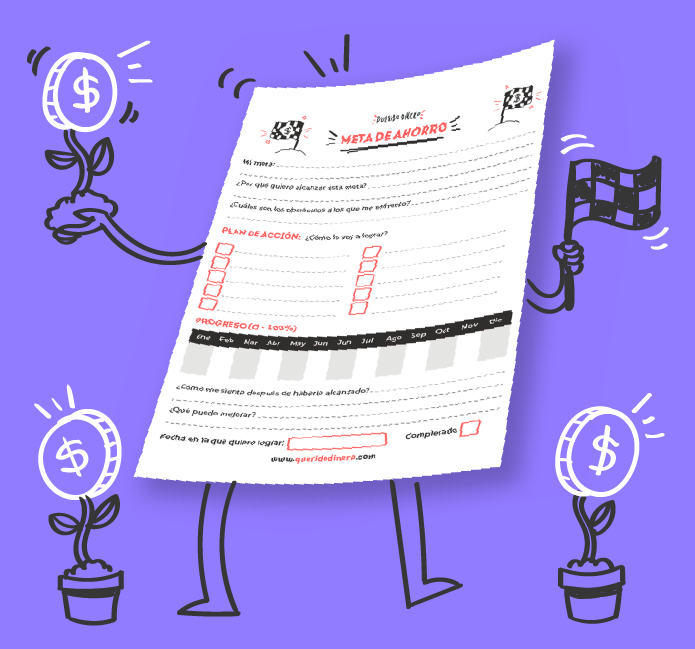 $
$
$
QUERIDO DINERO
META DE AHORRO
Mi meta:
¿Por qué quiero alcanzar esta meta?
¿Cuáles son los obstáculos a los que me enfrento?
PLAN DE ACCIÓN: ¿Cómo lo voy a lograr?
PROGRESO (0 - 100%)
Ene Feb Mar Abr May Jun Jun Jul Ago Sep Oct Nov Dic
¿Cómo me siento después de haberlo alcanzado?
¿Qué puedo mejorar?
Fecha en la que quiero lograr:
Completado
www.queridodinero.com
$
$